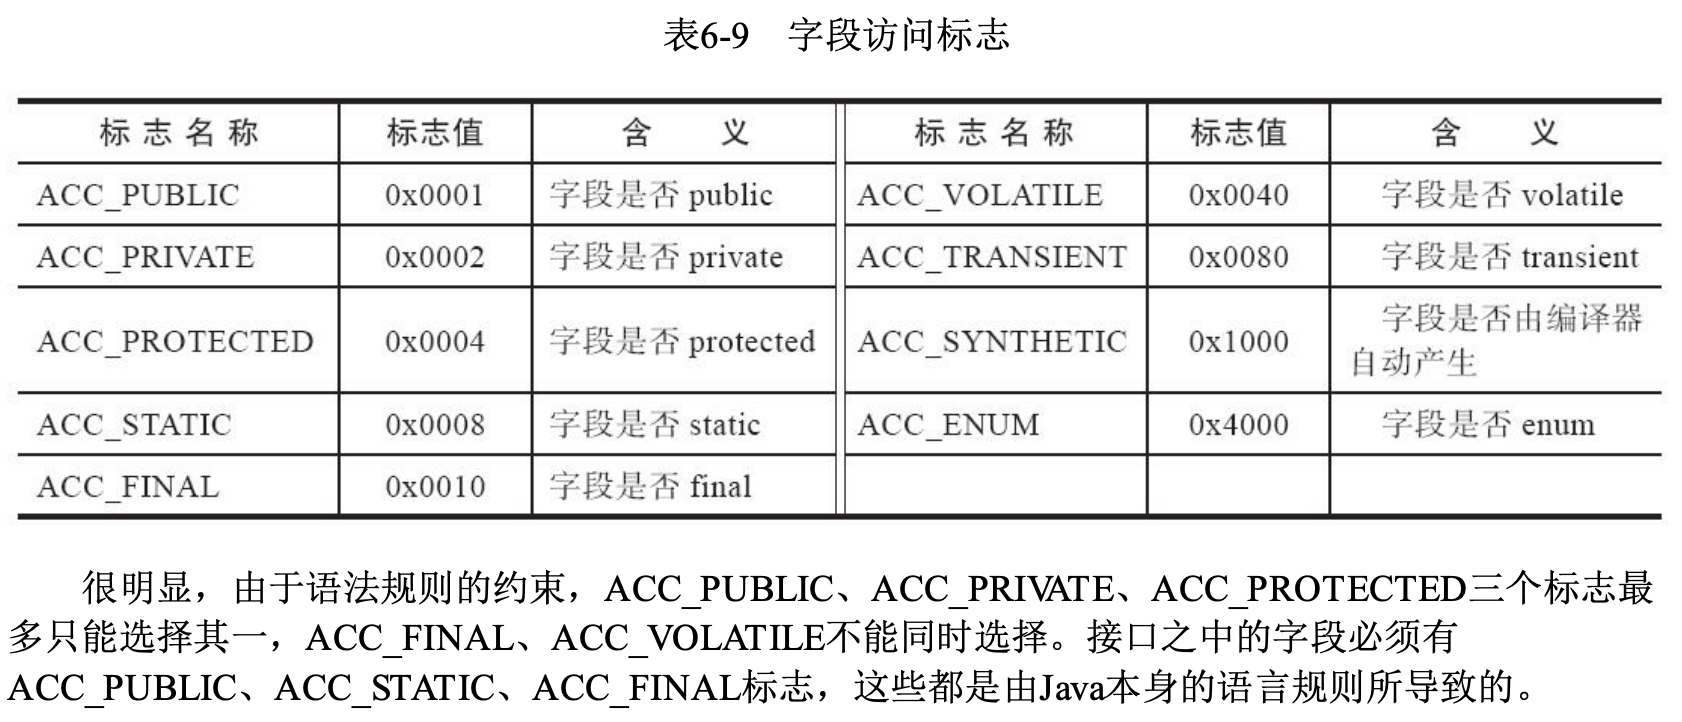 表6-9 字段访问标志
标志名称 标志值 含 义 标志名称 标志值 含 义
ACC_PUBLIC 0x0001 字段是否 public ACC_VOLATILE 0x0040 字段是否 volatile
ACC_PRIVATE 0x0002 字段是否 private ACC_TRANSIENT 0x0080 字段是否 transient
ACC_PROTECTED 0x0004 字段是否 protected ACC_SYNTHETIC 0x1000 字段是否由编译器
自动产生
ACC_STATIC 0x0008 字段是否 static ACC_ENUM 0x4000 字段是否 enum
ACC_FINAL 0x0010 字段是否 final
很明显，由于语法规则的约束，ACC_PUBLIC、ACC_PRIVATE、ACC_PROTECTED三个标志最
多只能选择其一，ACC_FINAL、ACC_VOLATILE不能同时选择。接口之中的字段必须有
ACC_PUBLIC、ACC_STATIC、ACC_FINAL标志，这些都是由Java本身的语言规则所导致的。